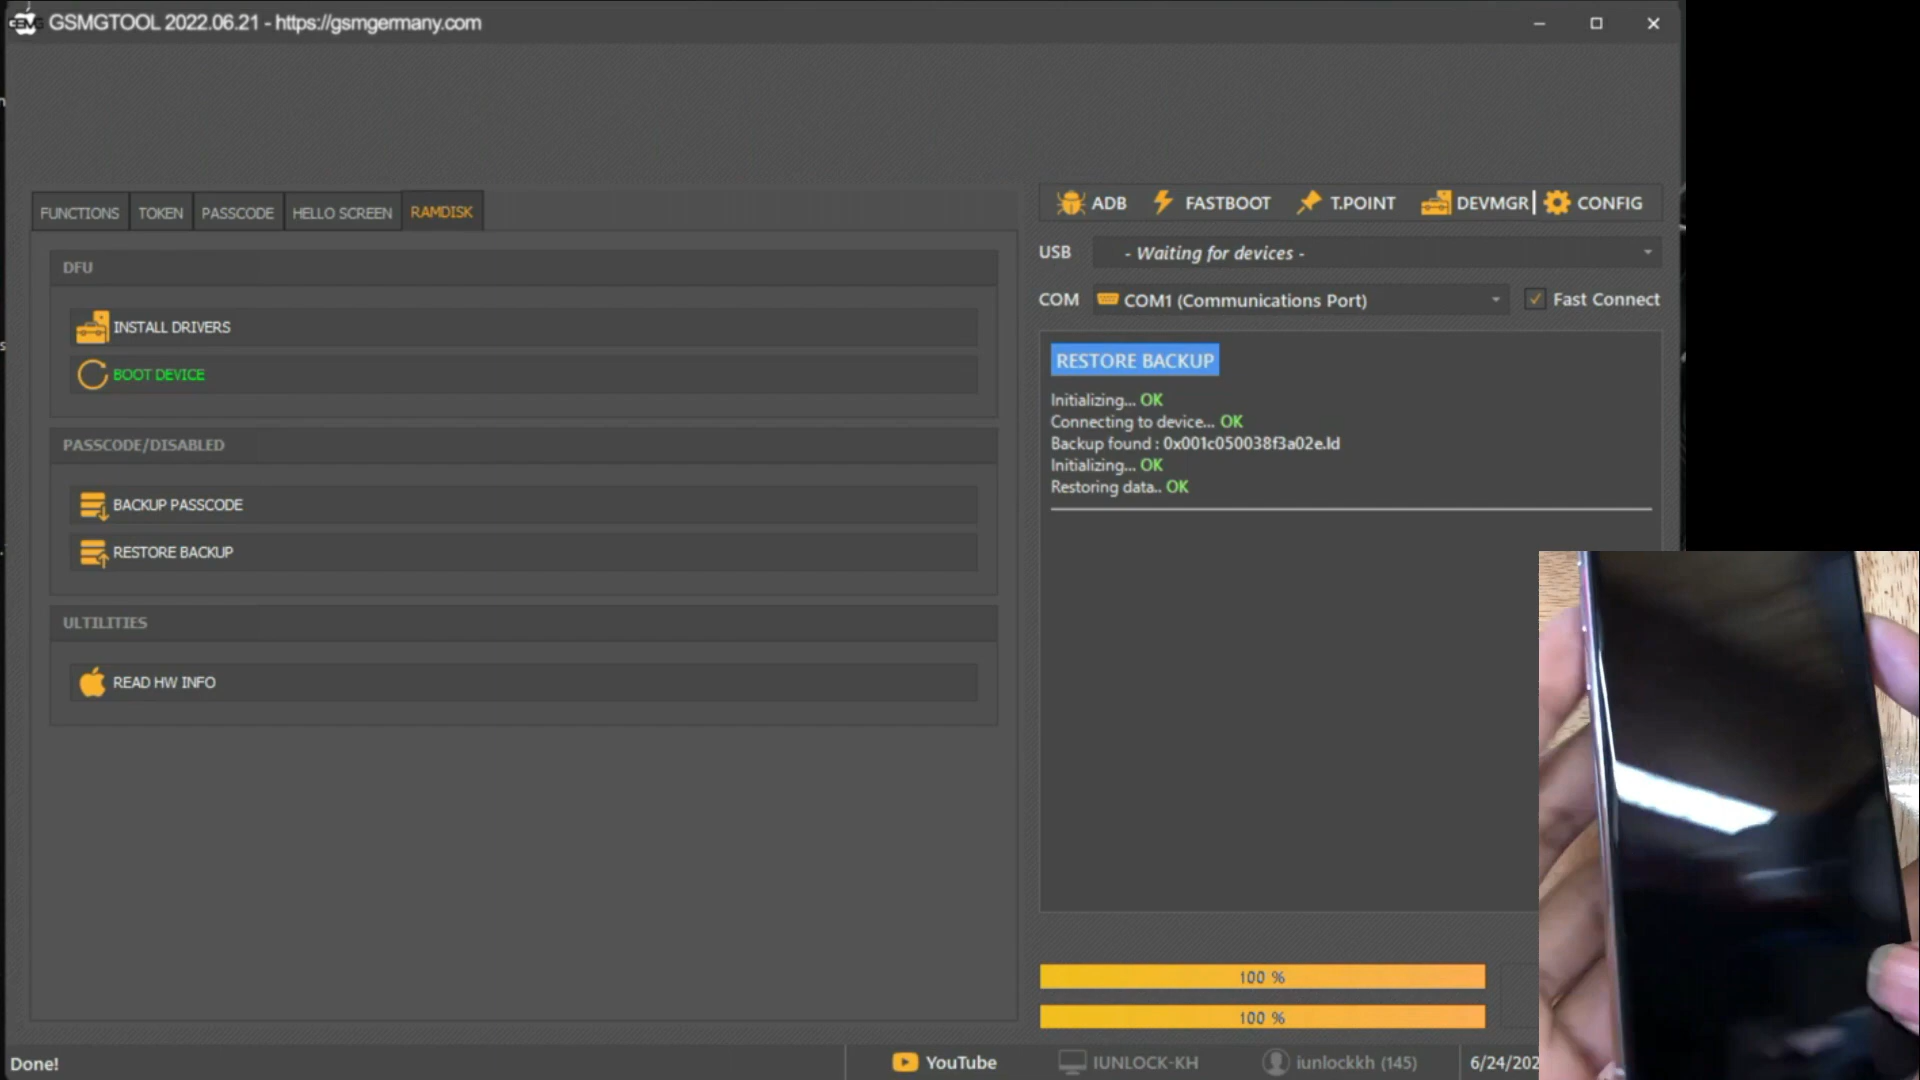 GSMGTOOL 2022.06.21 - https://gsmgermany.com
FUNCTIONS
TOKEN
PASSCODE
HELLO SCREEN
RAMDISK
DFU
INSTALL DRIVERS
BOOT DEVICE
PASSCODE/DISABLED
BACKUP PASSCODE
RESTORE BACKUP
ULTILITIES
READ HW INFO
ADB
FASTBOOT
T.POINT
DEVMGR
CONFIG
USB
- Waiting for devices -
COM
COM1 (Communications Port)
Fast Connect
RESTORE BACKUP
Initializing... OK
Connecting to device... OK
Backup found : 0x001c050038f3a02e.ld
Initializing... OK
Restoring data.. OK
100 %
100 %
Done!
YouTube
IUNLOCK-KH
iunlockkh (145)
6/24/202